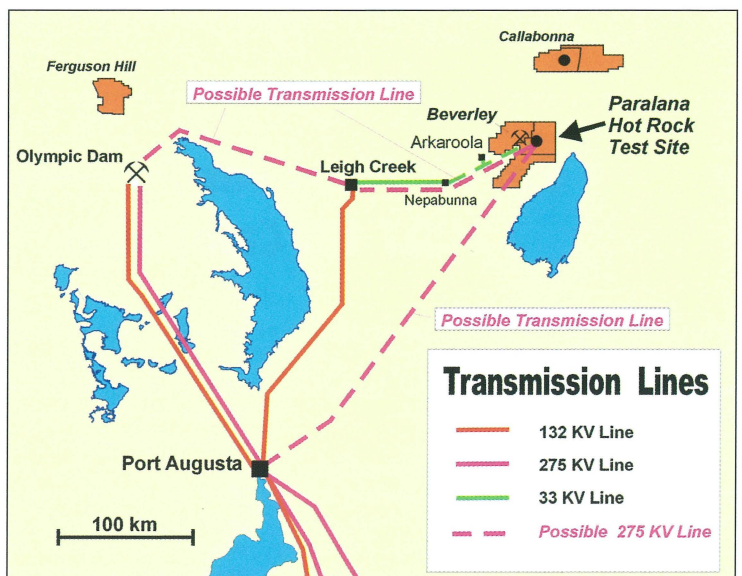 Callabonna
Ferguson Hill
Possible Transmission Line
Beverley
Paralana
Hot Rock
Test Site
Arkaroola
Olympic Dam
Leigh Creek
Nepabunna
Possible Transmission Line
Transmission Lines
132 KV Line
275 KV Line
33 KV Line
Possible 275 KV Line
Port Augusta
100 km